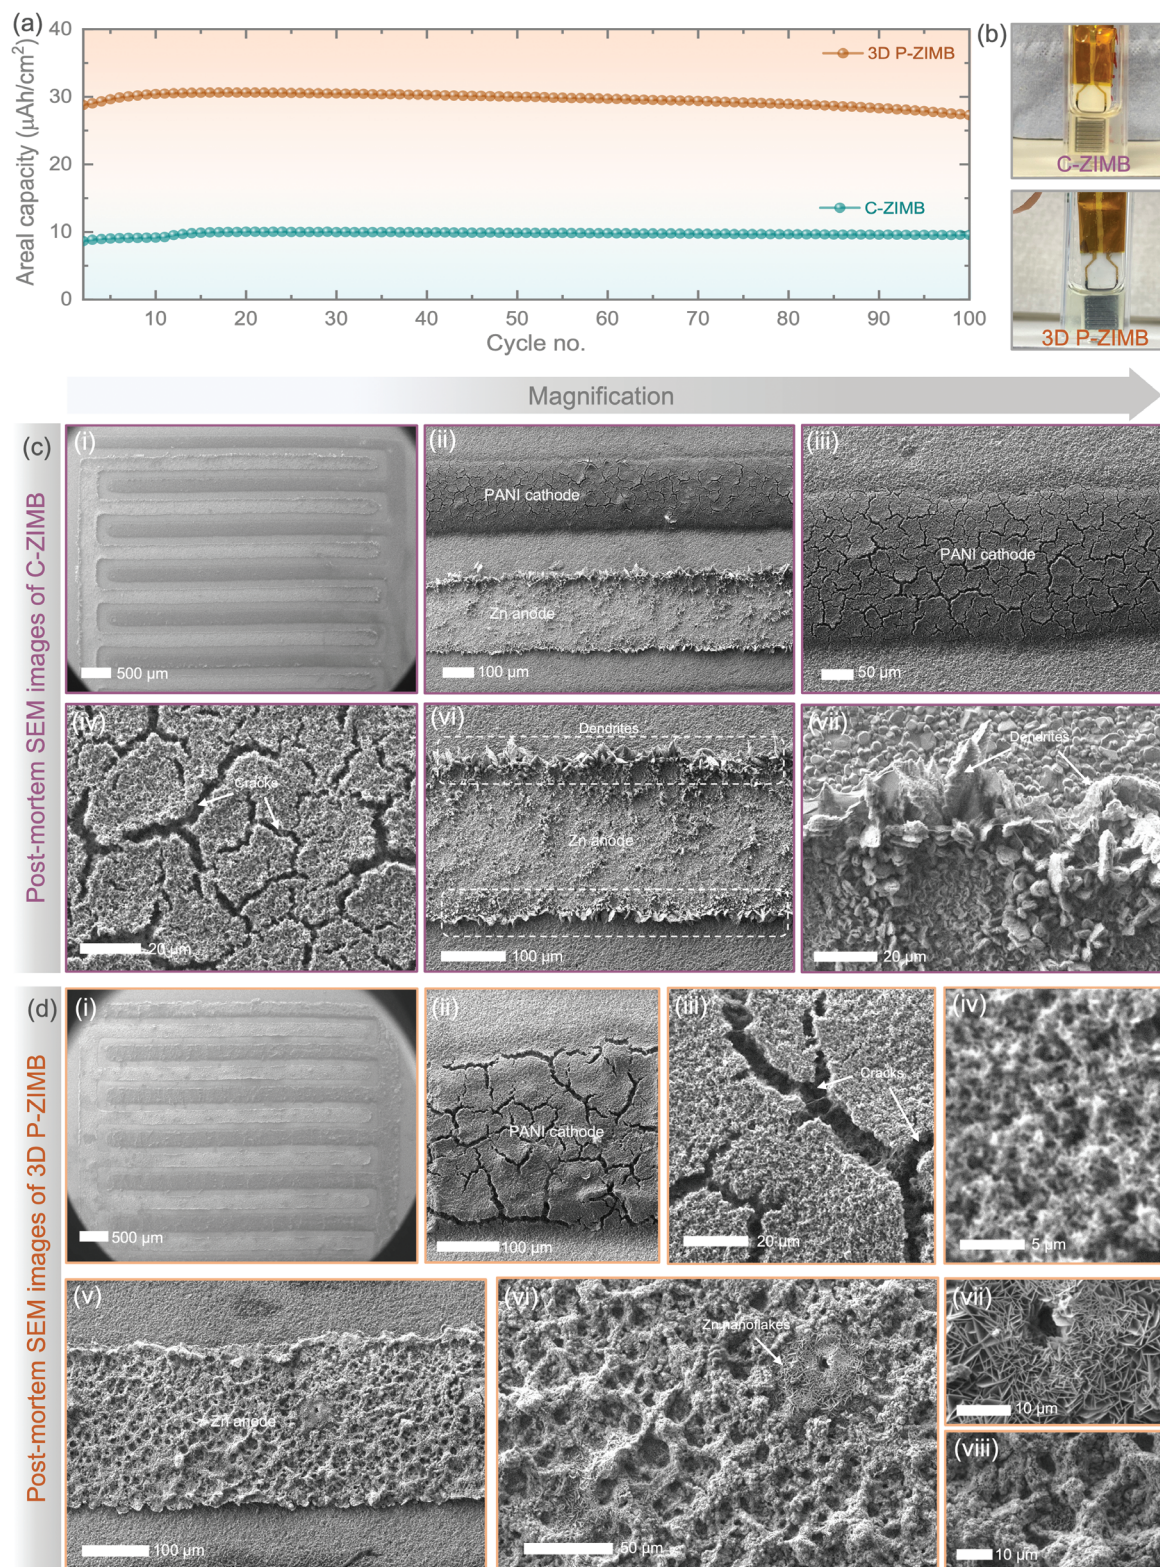 (a)
40
30
20
10
0
Areal capacity (µAh/cm²)
3D P-ZIMB
C-ZIMB
10
20
30
40
50
60
70
80
90
100
Cycle no.
(b)
C-ZIMB
3D P-ZIMB
Magnification
(c)
Post-mortem SEM images of C-ZIMB
(i)
500 µm
(ii)
PANI cathode
Zn anode
100 µm
(iii)
PANI cathode
50 µm
(iv)
Cracks
20 µm
(vi)
Dendrites
Zn anode
100 µm
(vii)
Dendrites
20 µm
(d)
Post-mortem SEM images of 3D P-ZIMB
(i)
500 µm
(ii)
PANI cathode
100 µm
(iii)
Cracks
20 µm
(iv)
5 µm
(v)
Zn anode
100 µm
(vi)
Zn nanoflakes
50 µm
(vii)
10 µm
(viii)
10 µm